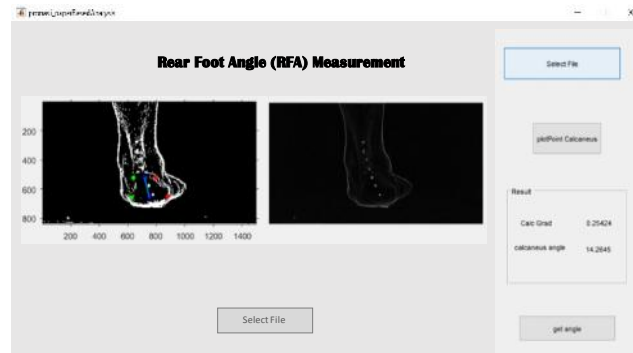 Rear Foot Angle (RFA) Measurement
Select File
plotPoint Calcaneus
200
400
600
800
200 400 600 800 1000 1200 1400
Result
Calc Grad 0.25424
calcaneus angle 14.2645
Select File
get angle